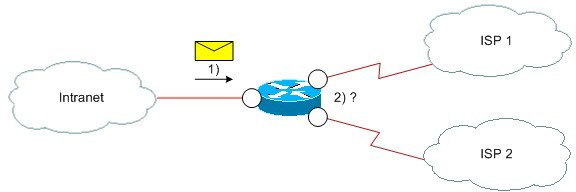 ISP 1
1)
Intranet
2) ?
ISP 2